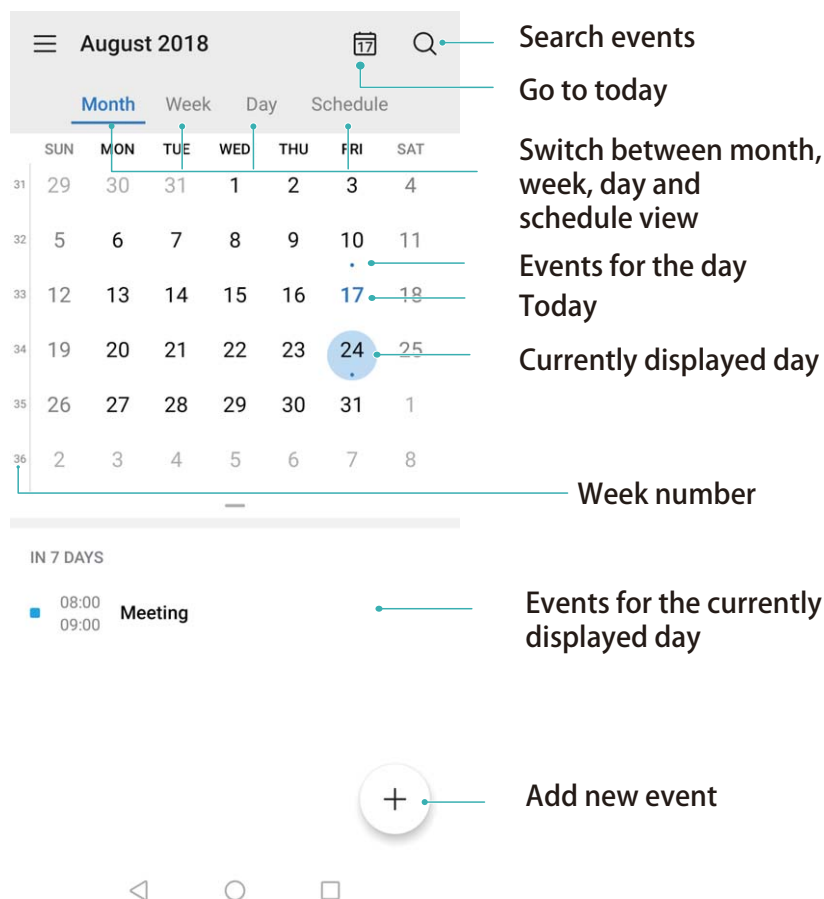 August 2018
17
Search events
Go to today
Month Week Day Schedule
SUN MON TUE WED THU FRI SAT
Switch between month,
week, day and
schedule view
31 29 30 31 1 2 3 4
32 5 6 7 8 9 10 11
Events for the day
33 12 13 14 15 16 17 18
Today
34 19 20 21 22 23 24 25
Currently displayed day
35 26 27 28 29 30 31 1
36 2 3 4 5 6 7 8
Week number
IN 7 DAYS
08:00
09:00
Meeting
Events for the currently
displayed day
Add new event